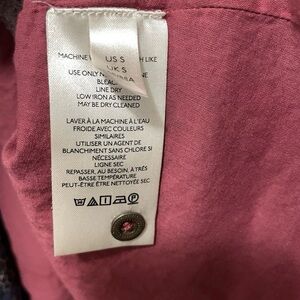 MACHINE
US S
H LIKE
UK S
USE ONLY
BLEAC
LINE DRY
LOW IRON AS NEEDED
MAY BE DRY CLEANED
LAVER À LA MACHINE À L'EAU
FROIDE AVEC COULEURS
SIMILAIRES
UTILISER UN AGENT DE
BLANCHIMENT SANS CHLORE SI
NÉCESSAIRE
LIGNE SEC
REPASSER, AU BESOIN, À TRÈS
BASSE TEMPÉRATURE
PEUT-ÊTRE ÊTRE NETTOYÉE SEC